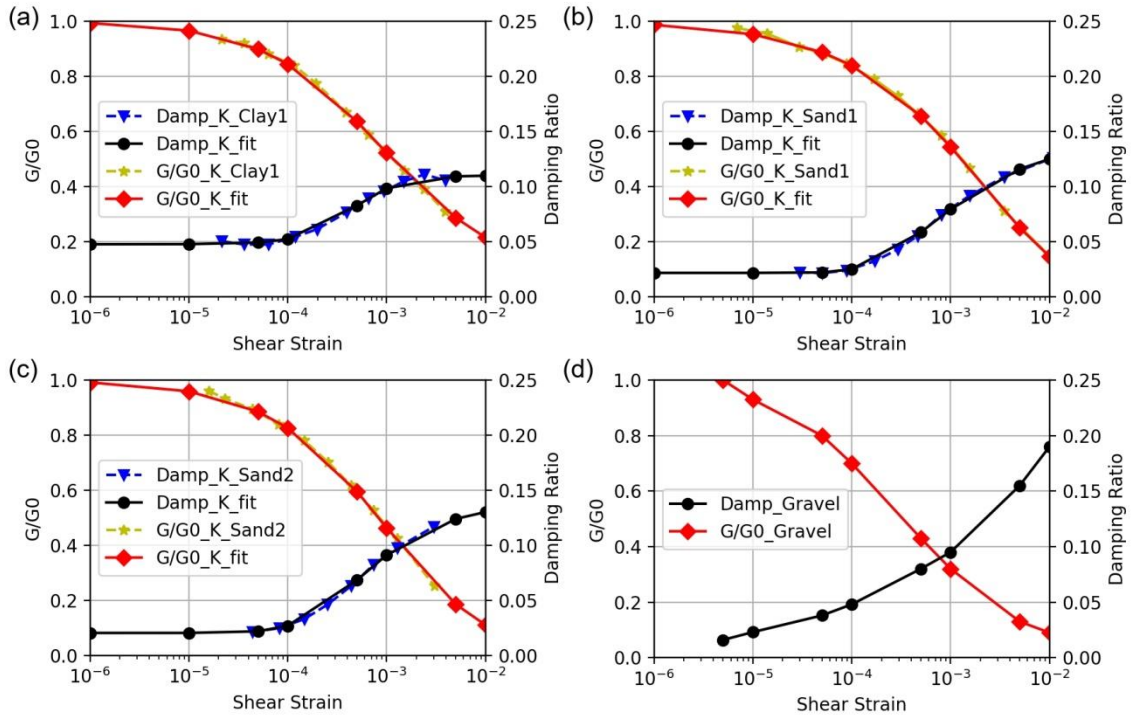 (a)
1.0
0.8
0.6
0.4
0.2
0.0
G/G0
0.25
0.20
0.15
0.10
0.05
0.00
Damping Ratio
Damp_K_Clay1
Damp_K_fit
G/G0_K_Clay1
G/G0_K_fit
10⁻⁶ 10⁻⁵ 10⁻⁴ 10⁻³ 10⁻²
Shear Strain
(b)
1.0
0.8
0.6
0.4
0.2
0.0
G/G0
0.25
0.20
0.15
0.10
0.05
0.00
Damping Ratio
Damp_K_Sand1
Damp_K_fit
G/G0_K_Sand1
G/G0_K_fit
10⁻⁶ 10⁻⁵ 10⁻⁴ 10⁻³ 10⁻²
Shear Strain
(c)
1.0
0.8
0.6
0.4
0.2
0.0
G/G0
0.25
0.20
0.15
0.10
0.05
0.00
Damping Ratio
Damp_K_Sand2
Damp_K_fit
G/G0_K_Sand2
G/G0_K_fit
10⁻⁶ 10⁻⁵ 10⁻⁴ 10⁻³ 10⁻²
Shear Strain
(d)
1.0
0.8
0.6
0.4
0.2
0.0
G/G0
0.25
0.20
0.15
0.10
0.05
0.00
Damping Ratio
Damp_Gravel
G/G0_Gravel
10⁻⁶ 10⁻⁵ 10⁻⁴ 10⁻³ 10⁻²
Shear Strain